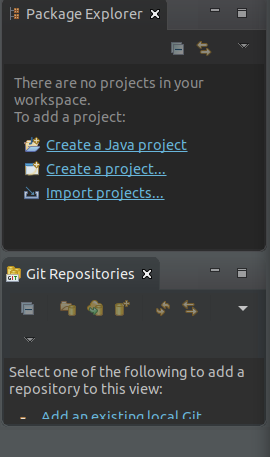 Package Explorer
There are no projects in your
workspace.
To add a project:
Create a Java project
Create a project...
Import projects...
GIT
Git Repositories
Select one of the following to add a
repository to this view:
Add an existing local Git